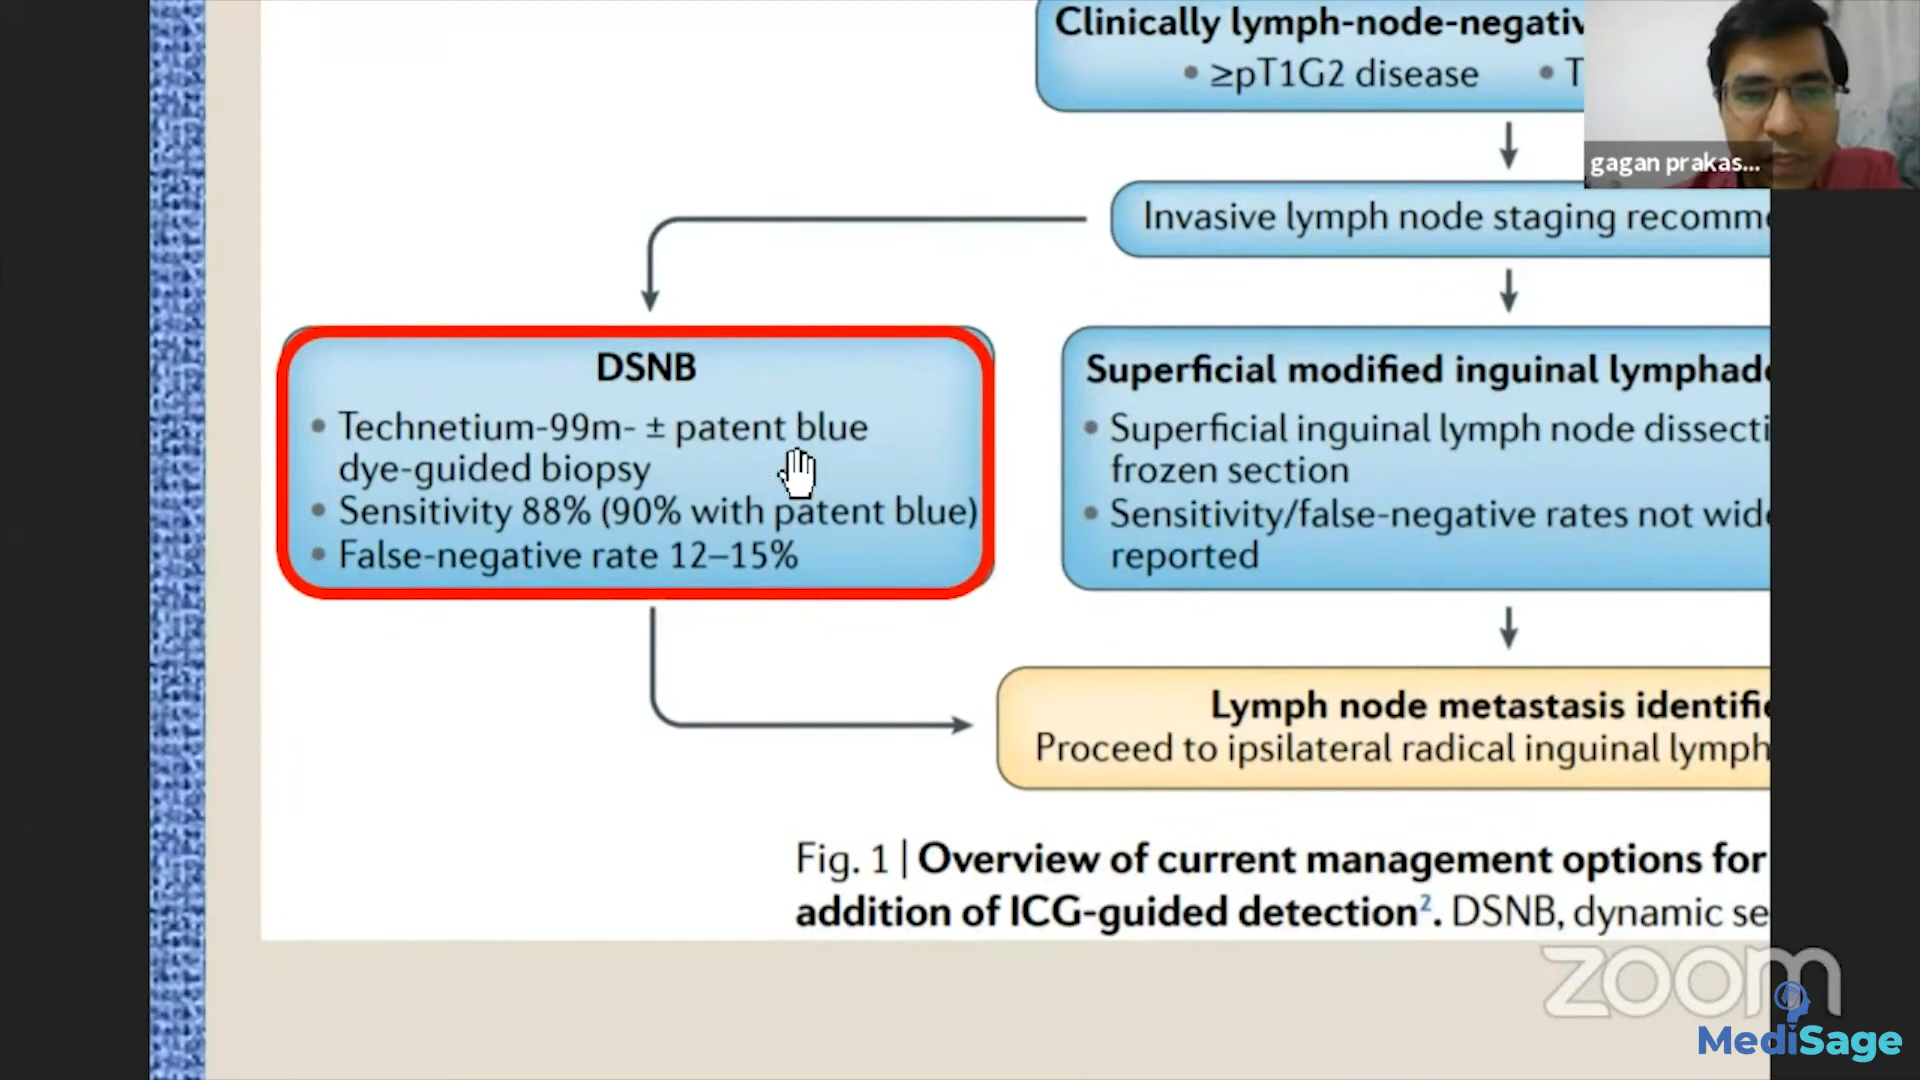 Clinically lymph-node-negativ
• ≥pT1G2 disease • T
gagan prakas...
Invasive lymph node staging recomm
DSNB
• Technetium-99m- ± patent blue
dye-guided biopsy
• Sensitivity 88% (90% with patent blue)
• False-negative rate 12–15%
Superficial modified inguinal lymphad
• Superficial inguinal lymph node dissecti
frozen section
• Sensitivity/false-negative rates not wid
reported
Lymph node metastasis identifi
Proceed to ipsilateral radical inguinal lymph
Fig. 1 | Overview of current management options for
addition of ICG-guided detection². DSNB, dynamic se
zoom
MediSage